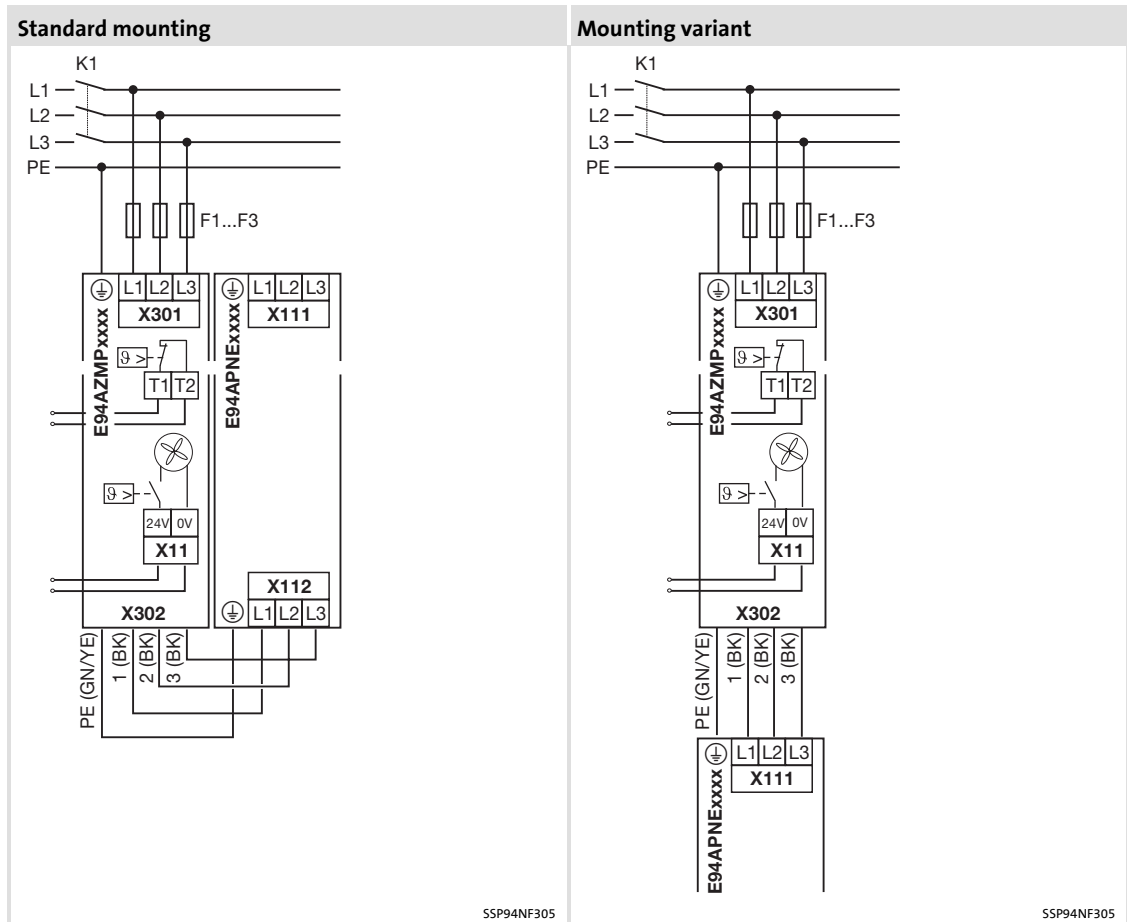 Standard mounting
K1
L1
L2
L3
PE
F1...F3
L1 L2 L3
X301
L1 L2 L3
X111
E94AZMPxxxx
E94APNExxxx
ϑ >
T1 T2
ϑ >
24V 0V
X11
X302
X112
L1 L2 L3
PE (GN/YE)
1 (BK)
2 (BK)
3 (BK)
SSP94NF305
Mounting variant
K1
L1
L2
L3
PE
F1...F3
L1 L2 L3
X301
E94AZMPxxxx
ϑ >
T1 T2
ϑ >
24V 0V
X11
X302
PE (GN/YE)
1 (BK)
2 (BK)
3 (BK)
L1 L2 L3
X111
E94APNExxxx
SSP94NF305